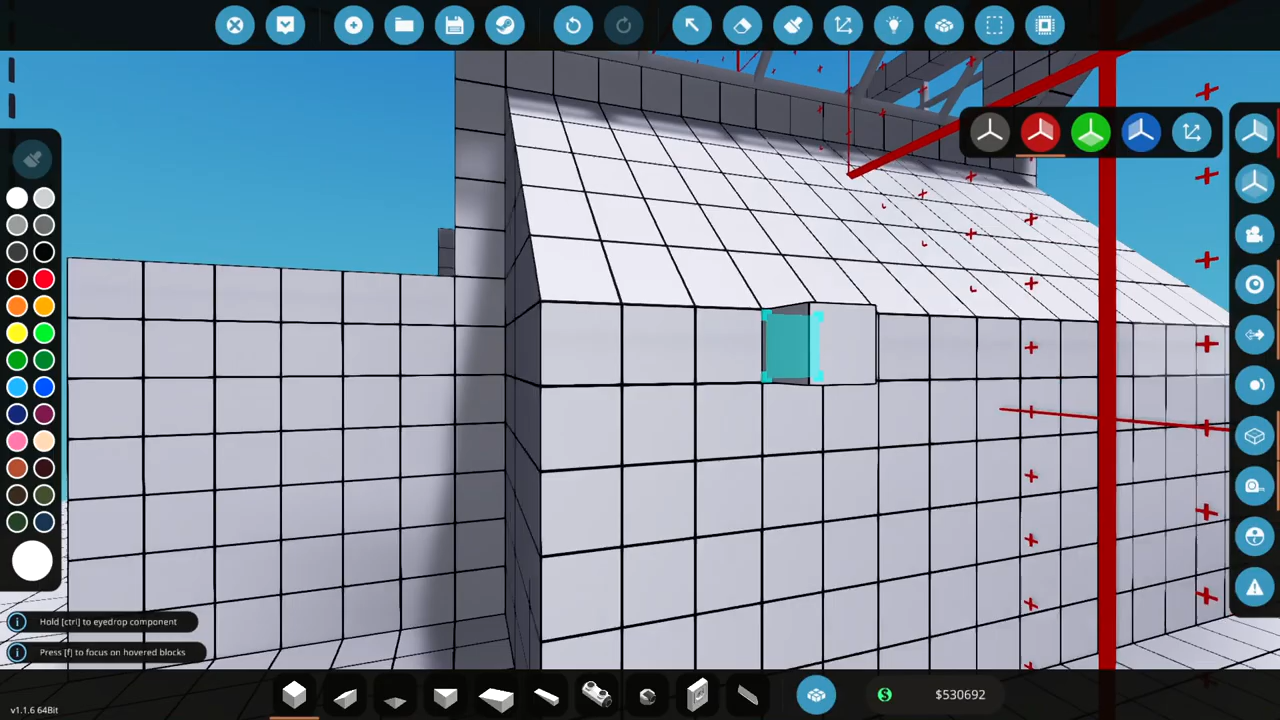 Hold [ctrl] to eyedrop component
Press [f] to focus on hovered blocks
$ $530692
v1.1.6 64Bit